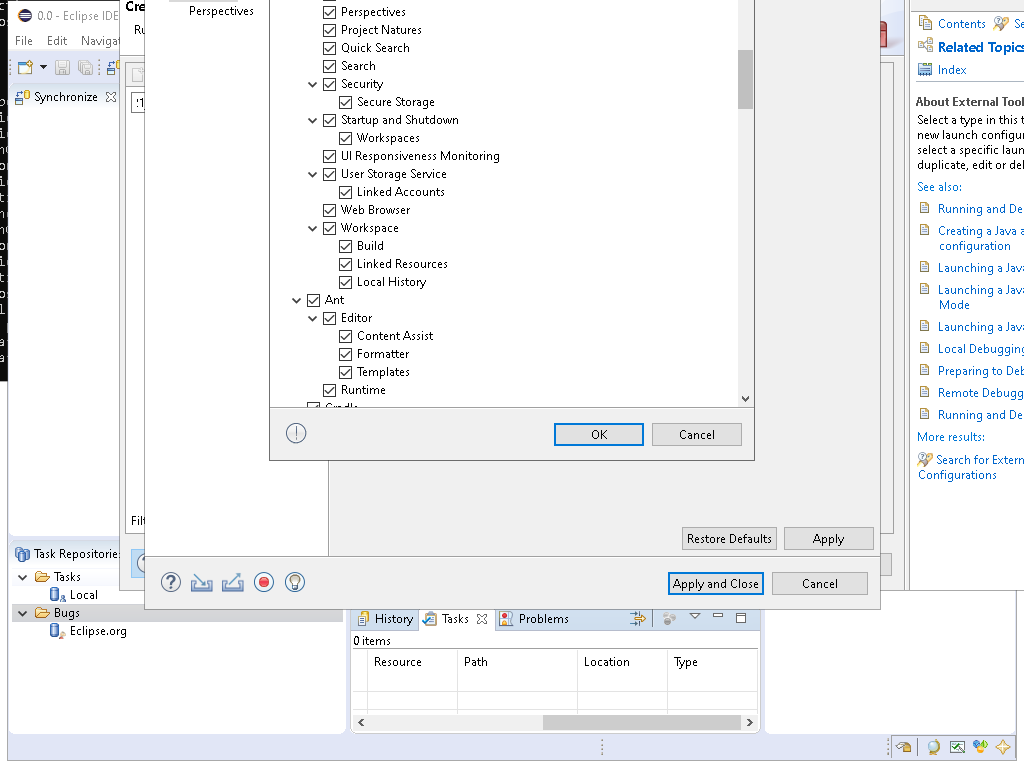 0.0 - Eclipse IDE
File Edit Navigat
Synchronize
Cre
Ru
Perspectives
Perspectives
Project Natures
Quick Search
Search
Security
Secure Storage
Startup and Shutdown
Workspaces
UI Responsiveness Monitoring
User Storage Service
Linked Accounts
Web Browser
Workspace
Build
Linked Resources
Local History
Ant
Editor
Content Assist
Formatter
Templates
Runtime
Gradle
OK
Cancel
Filt
Restore Defaults
Apply
Apply and Close
Cancel
Contents Se
Related Topics
Index
About External Tool
Select a type in this t
new launch configur
select a specific laun
duplicate, edit or del
See also:
Running and De
Creating a Java a
configuration
Launching a Java
Launching a Java
Mode
Launching a Java
Local Debugging
Preparing to Deb
Remote Debugg
Running and De
More results:
Search for Extern
Configurations
Task Repositories
Tasks
Local
Bugs
Eclipse.org
History
Tasks
Problems
0 items
Resource
Path
Location
Type